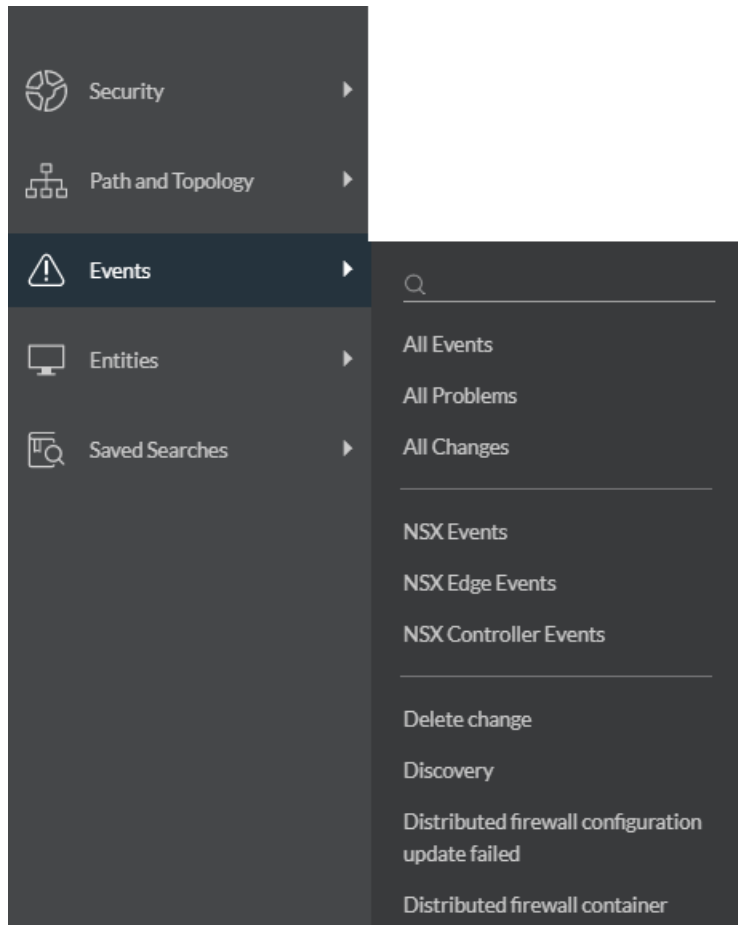 Security
Path and Topology
Events
Entities
Saved Searches
All Events
All Problems
All Changes
NSX Events
NSX Edge Events
NSX Controller Events
Delete change
Discovery
Distributed firewall configuration
update failed
Distributed firewall container